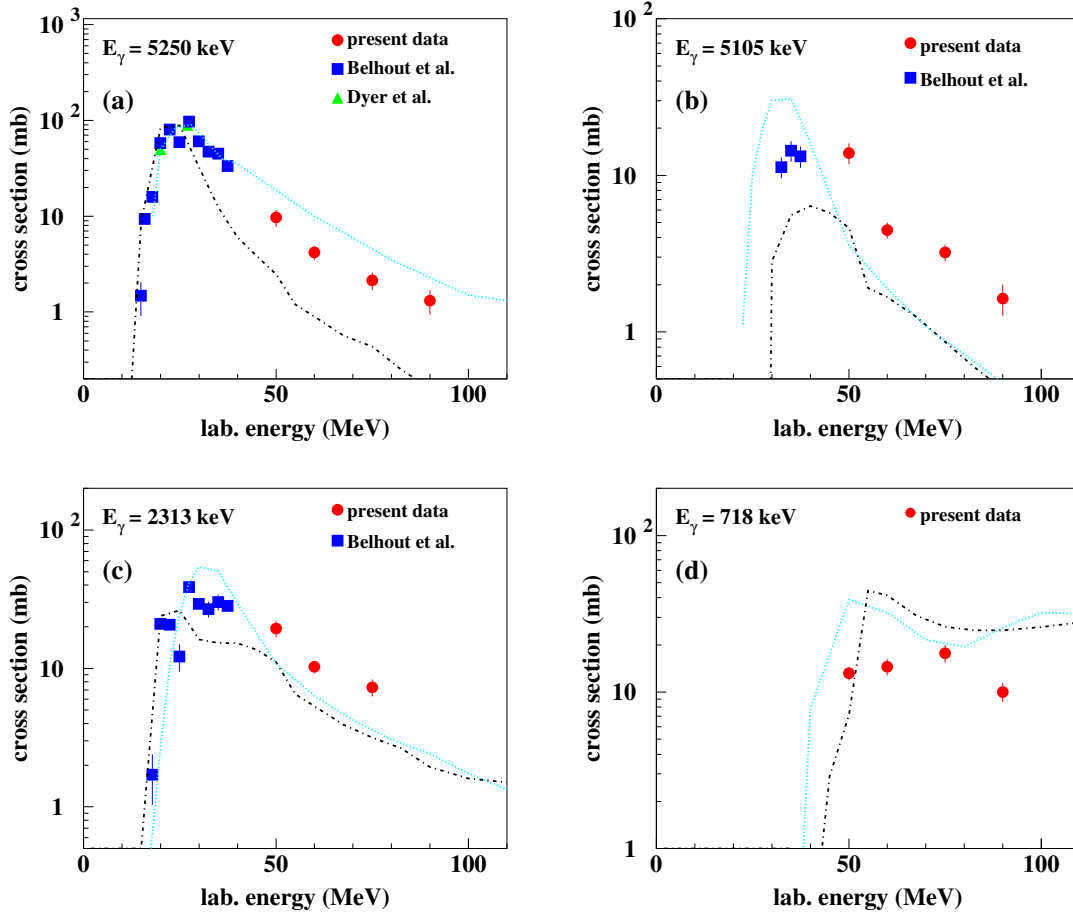 E_γ = 5250 keV
present data
Belhout et al.
Dyer et al.
(a)
cross section (mb)
10^3
10^2
10
1
0 50 100
lab. energy (MeV)
E_γ = 5105 keV
present data
Belhout et al.
(b)
cross section (mb)
10^2
10
1
0 50 100
lab. energy (MeV)
E_γ = 2313 keV
present data
Belhout et al.
(c)
cross section (mb)
10^2
10
1
0 50 100
lab. energy (MeV)
E_γ = 718 keV
present data
(d)
cross section (mb)
10^2
10
1
0 50 100
lab. energy (MeV)